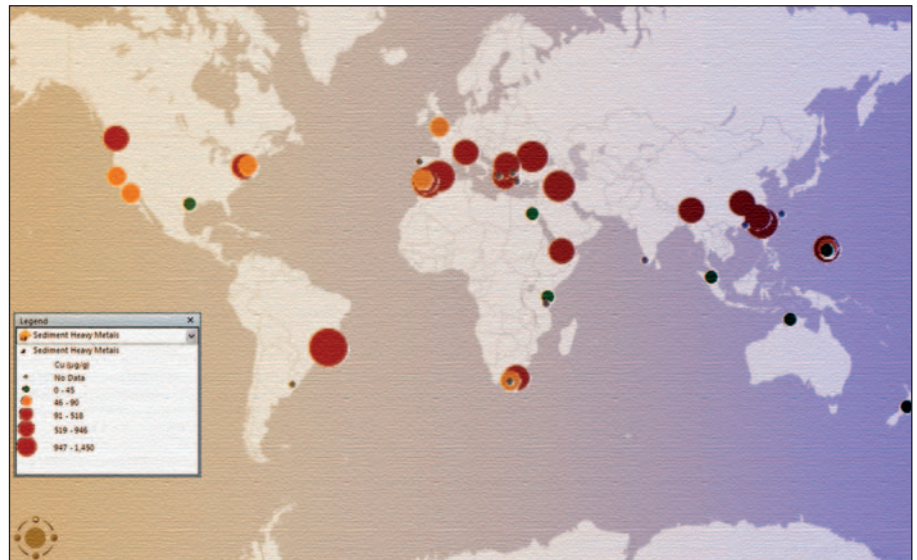 Legend
Sediment Heavy Metals
Sediment Heavy Metals
Cu (µg/g)
No Data
0 - 45
46 - 90
91 - 518
519 - 946
947 - 1,450